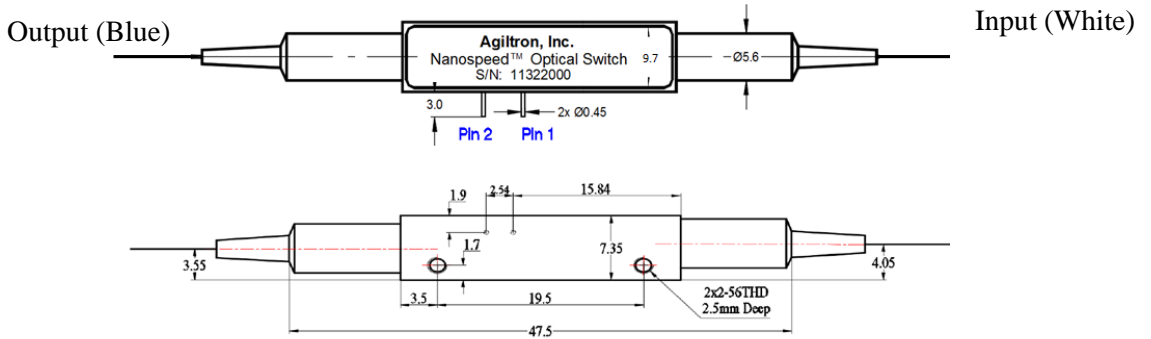 Output (Blue)
Input (White)
Agiltron, Inc.
Nanospeed™ Optical Switch
S/N: 11322000
9.7
Ø5.6
3.0
2x Ø0.45
Pin 2
Pin 1
1.9
2.54
15.84
1.7
7.35
3.55
4.05
3.5
19.5
2x2-56THD
2.5mm Deep
47.5